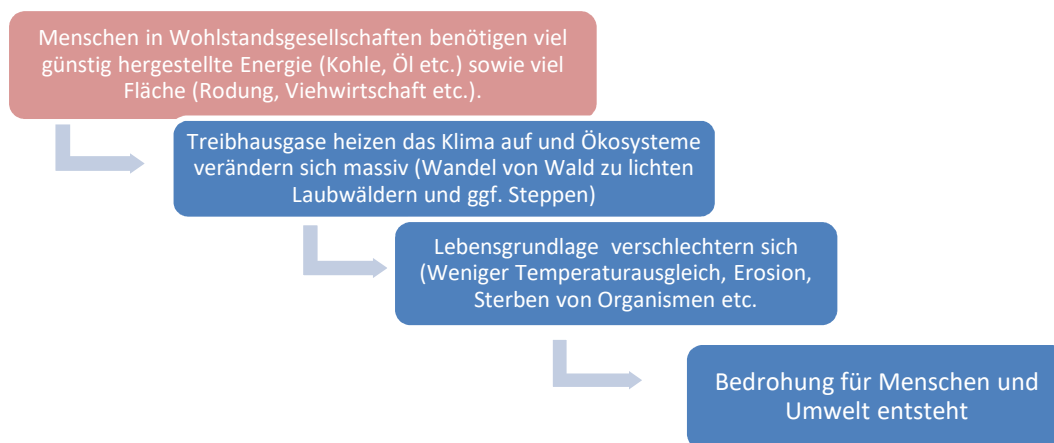 Menschen in Wohlstandsgesellschaften benötigen viel
günstig hergestellte Energie (Kohle, Öl etc.) sowie viel
Fläche (Rodung, Viehwirtschaft etc.).
Treibhausgase heizen das Klima auf und Ökosysteme
verändern sich massiv (Wandel von Wald zu lichten
Laubwäldern und ggf. Steppen)
Lebensgrundlage verschlechtern sich
(Weniger Temperaturausgleich, Erosion,
Sterben von Organismen etc.
Bedrohung für Menschen und
Umwelt entsteht